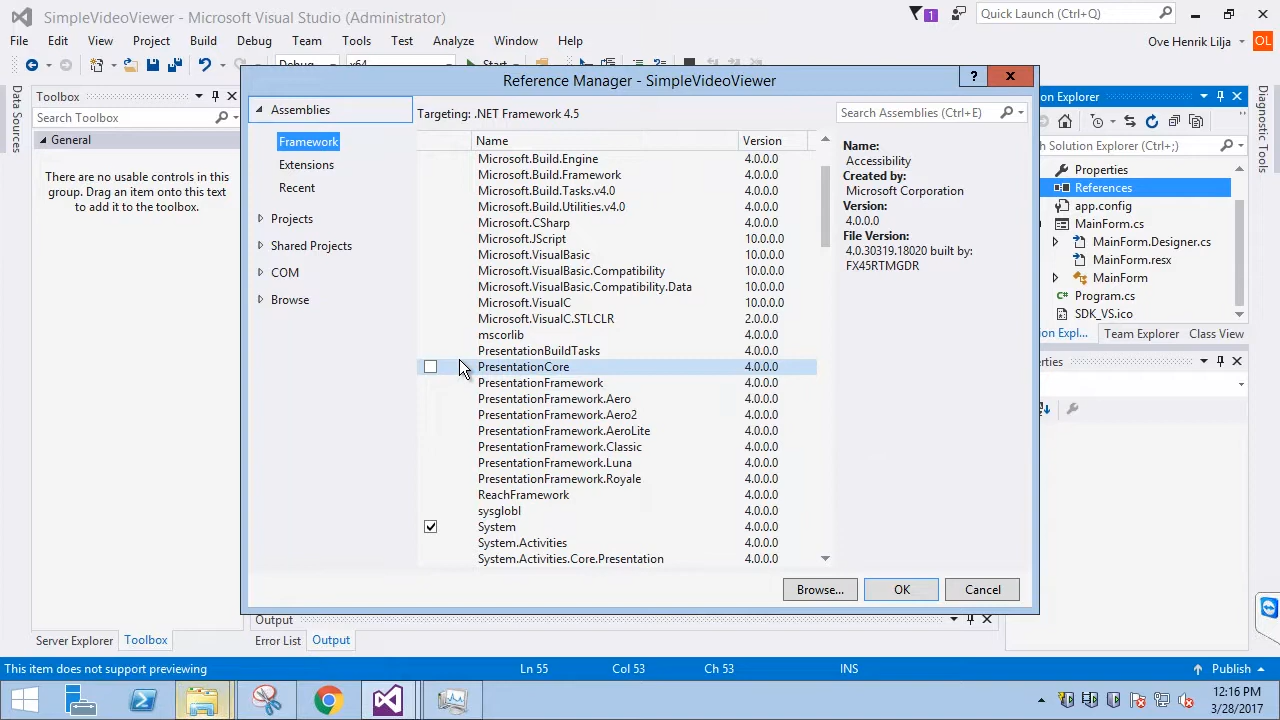 SimpleVideoViewer - Microsoft Visual Studio (Administrator)
1
Quick Launch (Ctrl+Q)
File Edit View Project Build Debug Team Tools Test Architecture Analyze Window Help
Ove Henrik Lilja
OL
Reference Manager - SimpleVideoViewer
?
Data Sources
Toolbox
Search Toolbox
General
There are no usable controls in this
group. Drag an item onto this text
to add it to the toolbox.
Assemblies
Framework
Extensions
Recent
Projects
Shared Projects
COM
Browse
Targeting: .NET Framework 4.5
Search Assemblies (Ctrl+E)
Name Version
Microsoft.Build.Engine 4.0.0.0
Microsoft.Build.Framework 4.0.0.0
Microsoft.Build.Tasks.v4.0 4.0.0.0
Microsoft.Build.Utilities.v4.0 4.0.0.0
Microsoft.CSharp 4.0.0.0
Microsoft.JScript 10.0.0.0
Microsoft.VisualBasic 10.0.0.0
Microsoft.VisualBasic.Compatibility 10.0.0.0
Microsoft.VisualBasic.Compatibility.Data 10.0.0.0
Microsoft.VisualC 10.0.0.0
Microsoft.VisualC.STLCLR 2.0.0.0
mscorlib 4.0.0.0
PresentationBuildTasks 4.0.0.0
PresentationCore 4.0.0.0
PresentationFramework 4.0.0.0
PresentationFramework.Aero 4.0.0.0
PresentationFramework.Aero2 4.0.0.0
PresentationFramework.AeroLite 4.0.0.0
PresentationFramework.Classic 4.0.0.0
PresentationFramework.Luna 4.0.0.0
PresentationFramework.Royale 4.0.0.0
ReachFramework 4.0.0.0
sysglobl 4.0.0.0
System 4.0.0.0
System.Activities 4.0.0.0
System.Activities.Core.Presentation 4.0.0.0
Name:
Accessibility
Created by:
Microsoft Corporation
Version:
4.0.0.0
File Version:
4.0.30319.18020 built by:
FX45RTMGDR
Browse... OK Cancel
Explorer
Search Solution Explorer (Ctrl+;)
Properties
References
app.config
MainForm.cs
MainForm.Designer.cs
MainForm.resx
MainForm
Program.cs
SDK_VS.ico
Team Explorer Class View
Diagnostic Tools
Output
Server Explorer Toolbox Error List Output
This item does not support previewing Ln 55 Col 53 Ch 53 INS Publish
12:16 PM
3/28/2017